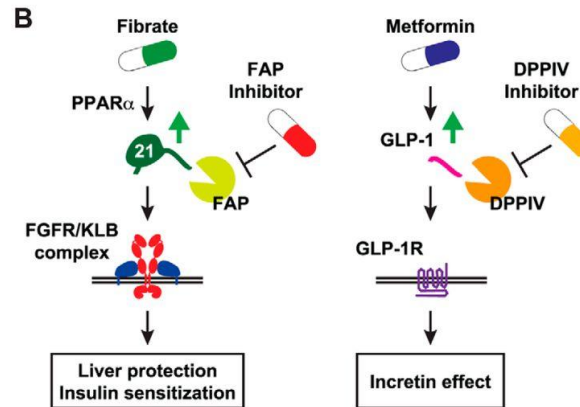 B
Fibrate
FAP
Inhibitor
PPARα
21
FAP
FGFR/KLB
complex
Liver protection
Insulin sensitization
Metformin
DPPIV
Inhibitor
GLP-1
DPPIV
GLP-1R
Incretin effect